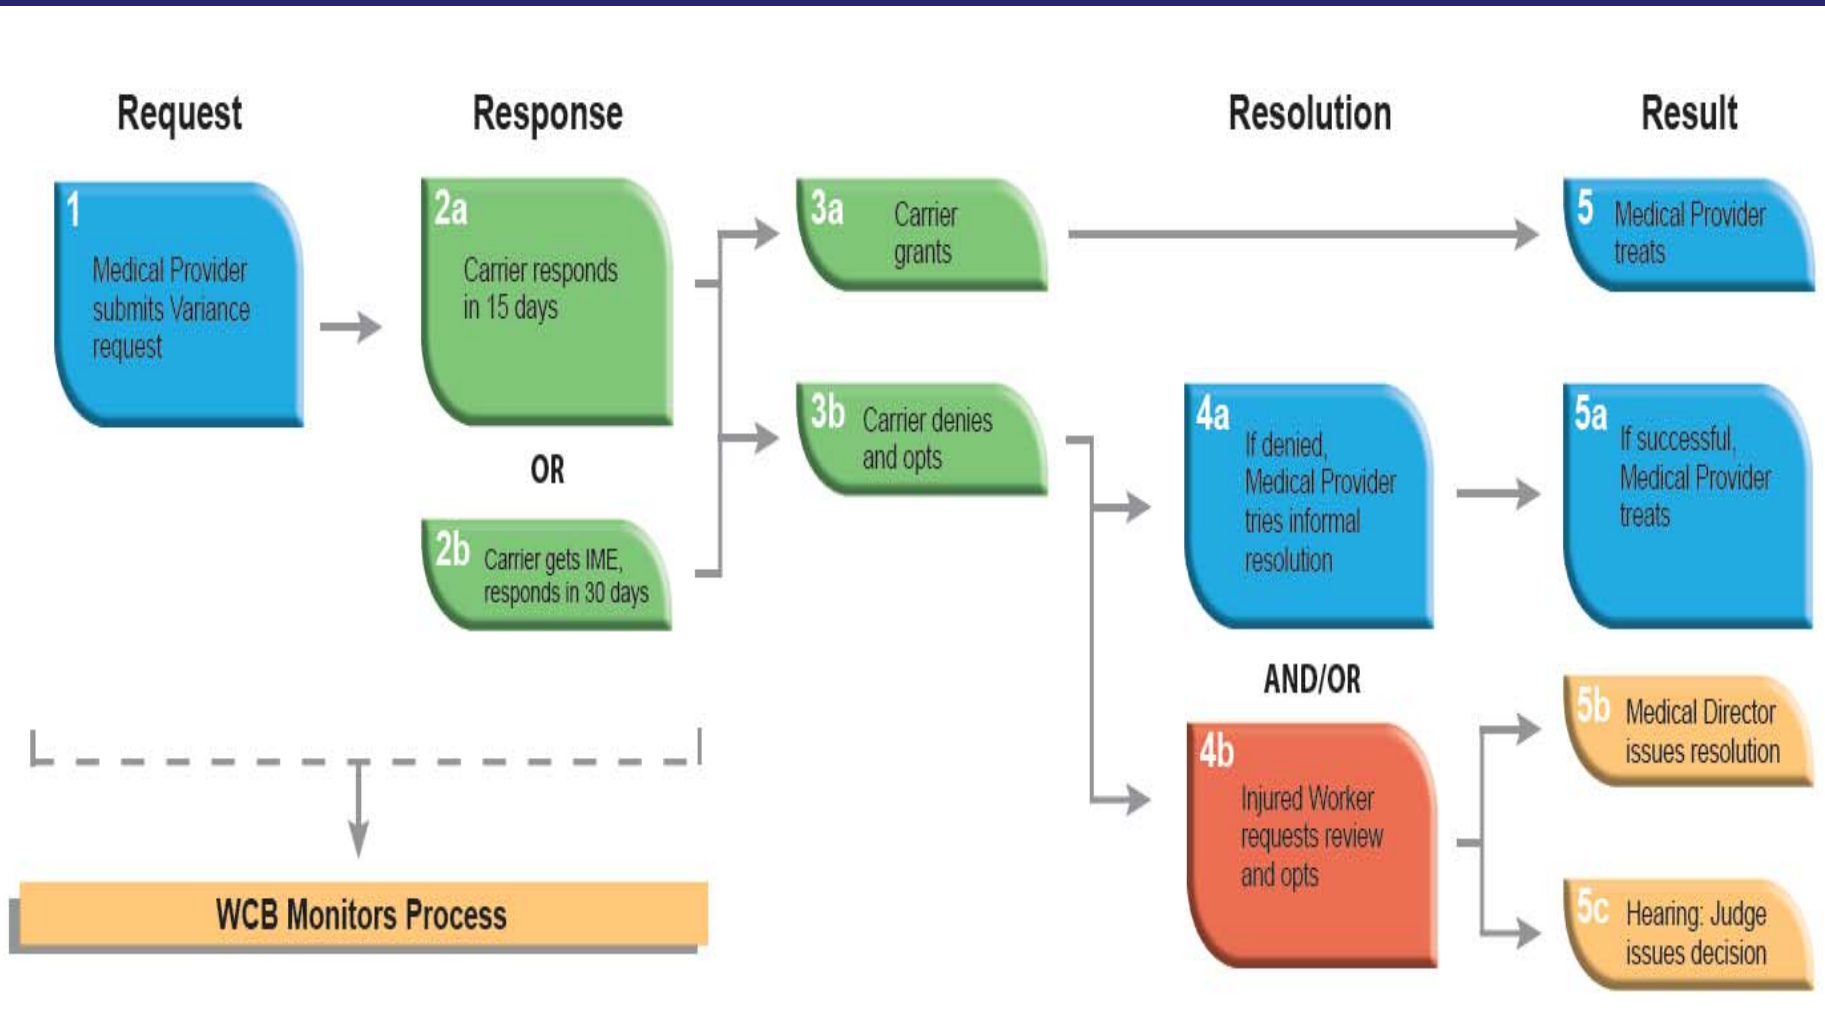 Request
Response
Resolution
Result
1
Medical Provider
submits Variance
request
2a
Carrier responds
in 15 days
OR
2b
Carrier gets IME,
responds in 30 days
3a
Carrier
grants
3b
Carrier denies
and opts
4a
If denied,
Medical Provider
tries informal
resolution
AND/OR
4b
Injured Worker
requests review
and opts
5
Medical Provider
treats
5a
If successful,
Medical Provider
treats
5b
Medical Director
issues resolution
5c
Hearing: Judge
issues decision
WCB Monitors Process